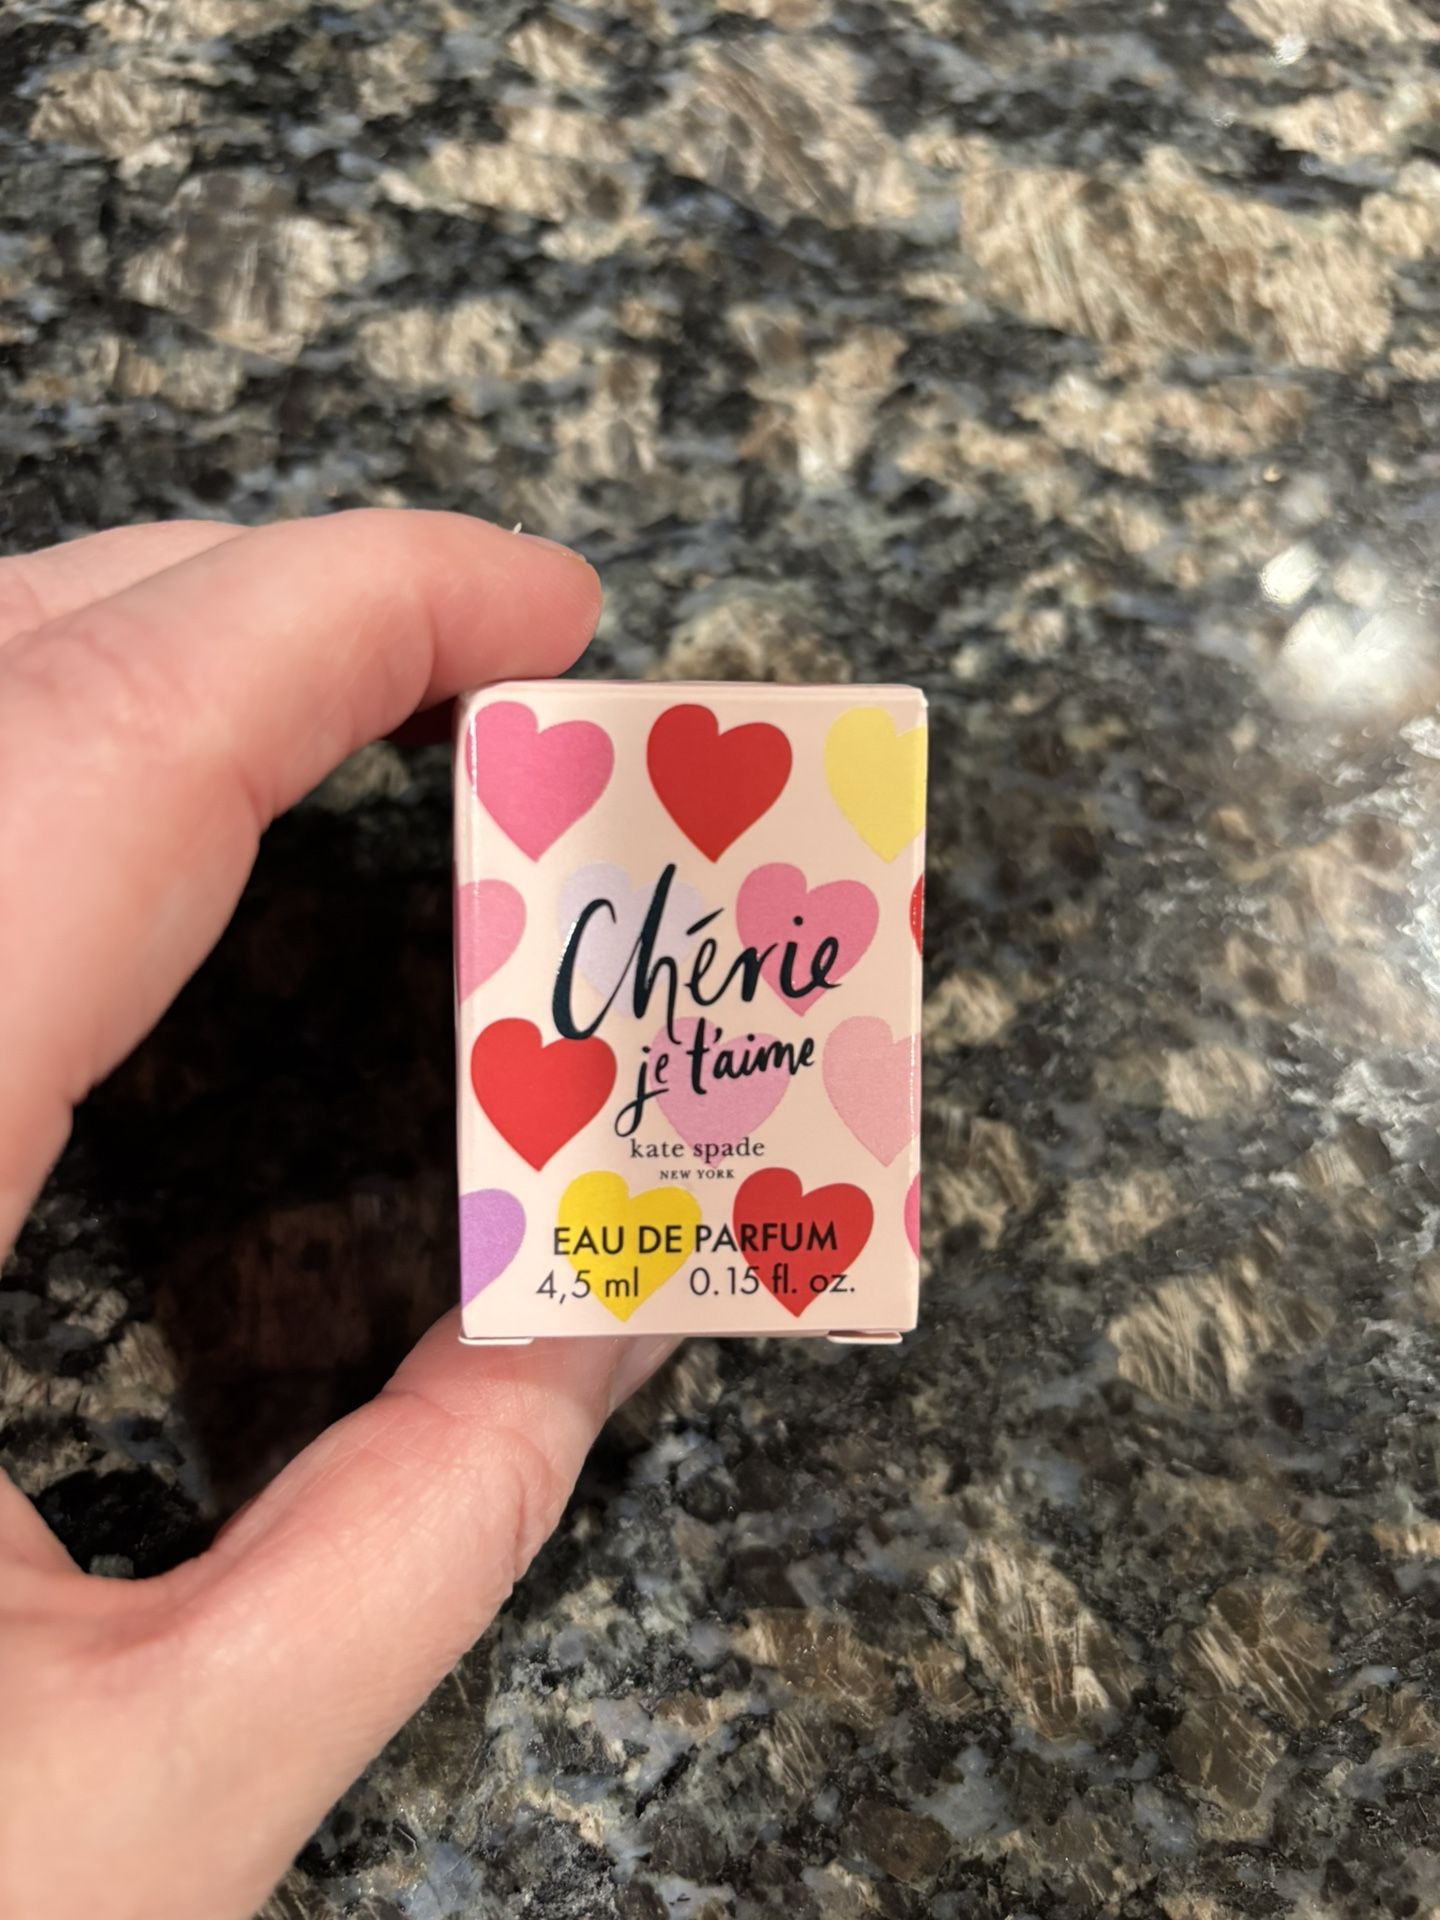 Chérie
je t'aime
kate spade
NEW YORK
EAU DE PARFUM
4,5 ml 0.15 fl. oz.